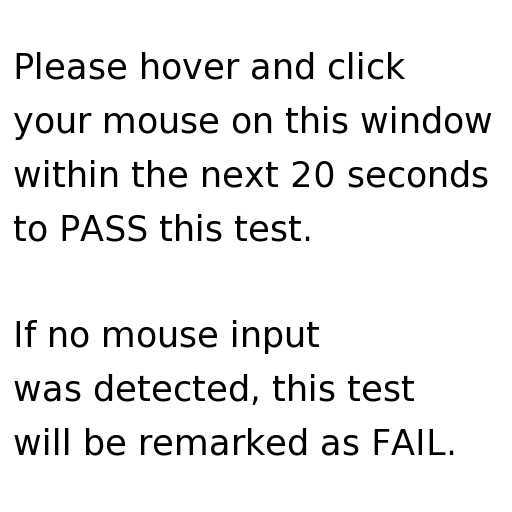 Please hover and click
your mouse on this window
within the next 20 seconds
to PASS this test.
If no mouse input
was detected, this test
will be remarked as FAIL.